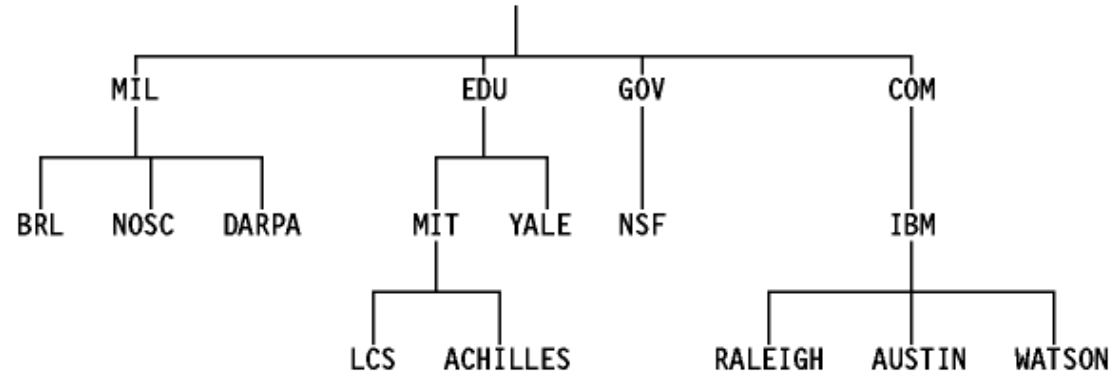 MIL EDU GOV COM
BRL NOSC DARPA MIT YALE NSF IBM
LCS ACHILLES RALEIGH AUSTIN WATSON